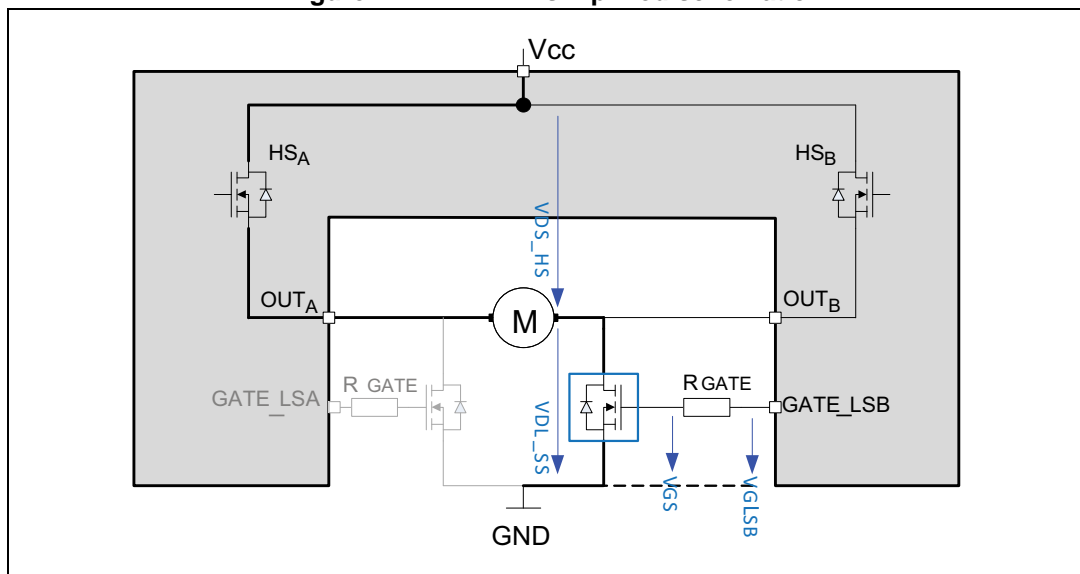 Vcc
HSA
HSB
VDS_HS
OUTA
OUTB
M
R GATE
GATE_LSA
R GATE
GATE_LSB
VDL_SS
VGS
VGLSB
GND